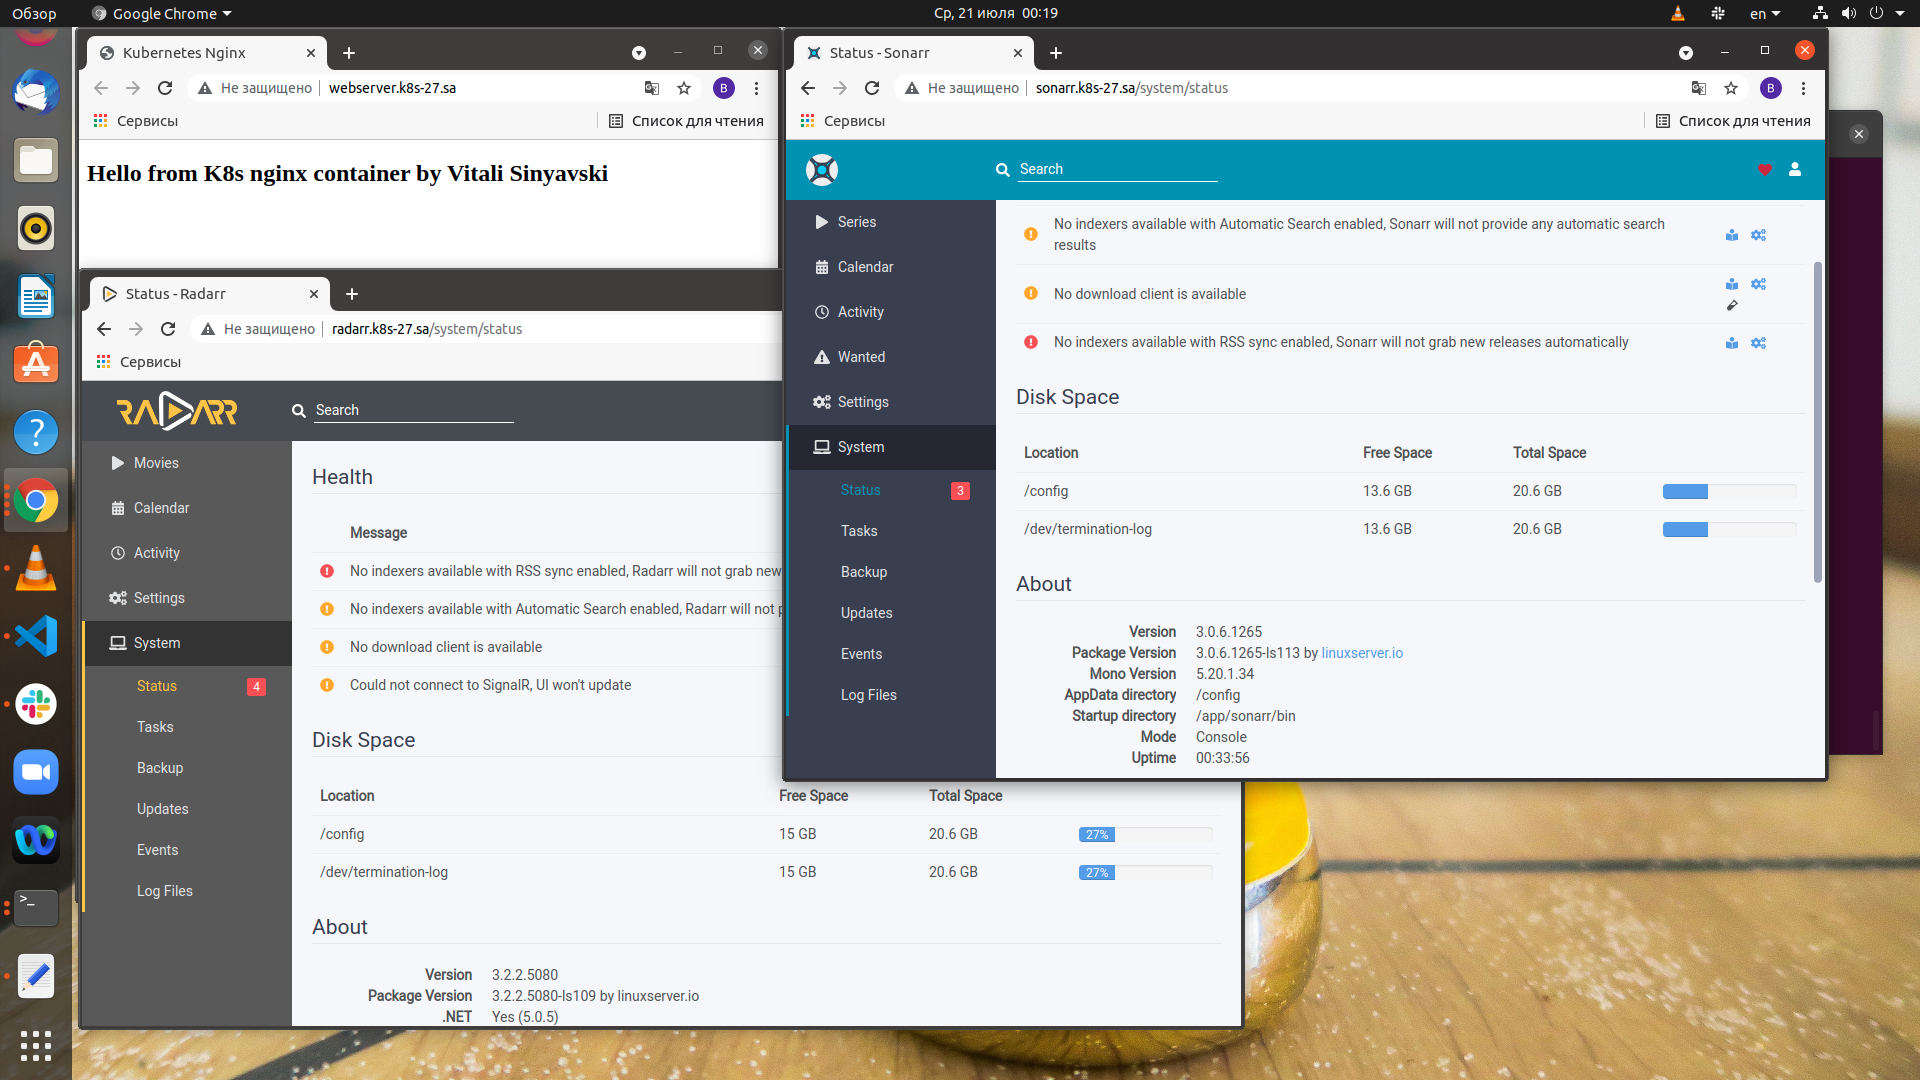 Обзор
Google Chrome
Ср, 21 июля 00:19
en
Kubernetes Nginx
Не защищено
webserver.k8s-27.sa
B
Сервисы
Список для чтения
Hello from K8s nginx container by Vitali Sinyavski
Status - Radarr
Не защищено
radarr.k8s-27.sa/system/status
Сервисы
RADARR
Search
Movies
Calendar
Activity
Settings
System
Status
4
Tasks
Backup
Updates
Events
Log Files
Health
Message
No indexers available with RSS sync enabled, Radarr will not grab new
No indexers available with Automatic Search enabled, Radarr will not p
No download client is available
Could not connect to SignalR, UI won't update
Disk Space
Location Free Space Total Space
/config 15 GB 20.6 GB 27%
/dev/termination-log 15 GB 20.6 GB 27%
About
Version 3.2.2.5080
Package Version 3.2.2.5080-ls109 by linuxserver.io
.NET Yes (5.0.5)
Status - Sonarr
Не защищено
sonarr.k8s-27.sa/system/status
B
Сервисы
Список для чтения
Search
Series
Calendar
Activity
Wanted
Settings
System
Status
3
Tasks
Backup
Updates
Events
Log Files
No indexers available with Automatic Search enabled, Sonarr will not provide any automatic search
results
No download client is available
No indexers available with RSS sync enabled, Sonarr will not grab new releases automatically
Disk Space
Location Free Space Total Space
/config 13.6 GB 20.6 GB
/dev/termination-log 13.6 GB 20.6 GB
About
Version 3.0.6.1265
Package Version 3.0.6.1265-ls113 by linuxserver.io
Mono Version 5.20.1.34
AppData directory /config
Startup directory /app/sonarr/bin
Mode Console
Uptime 00:33:56